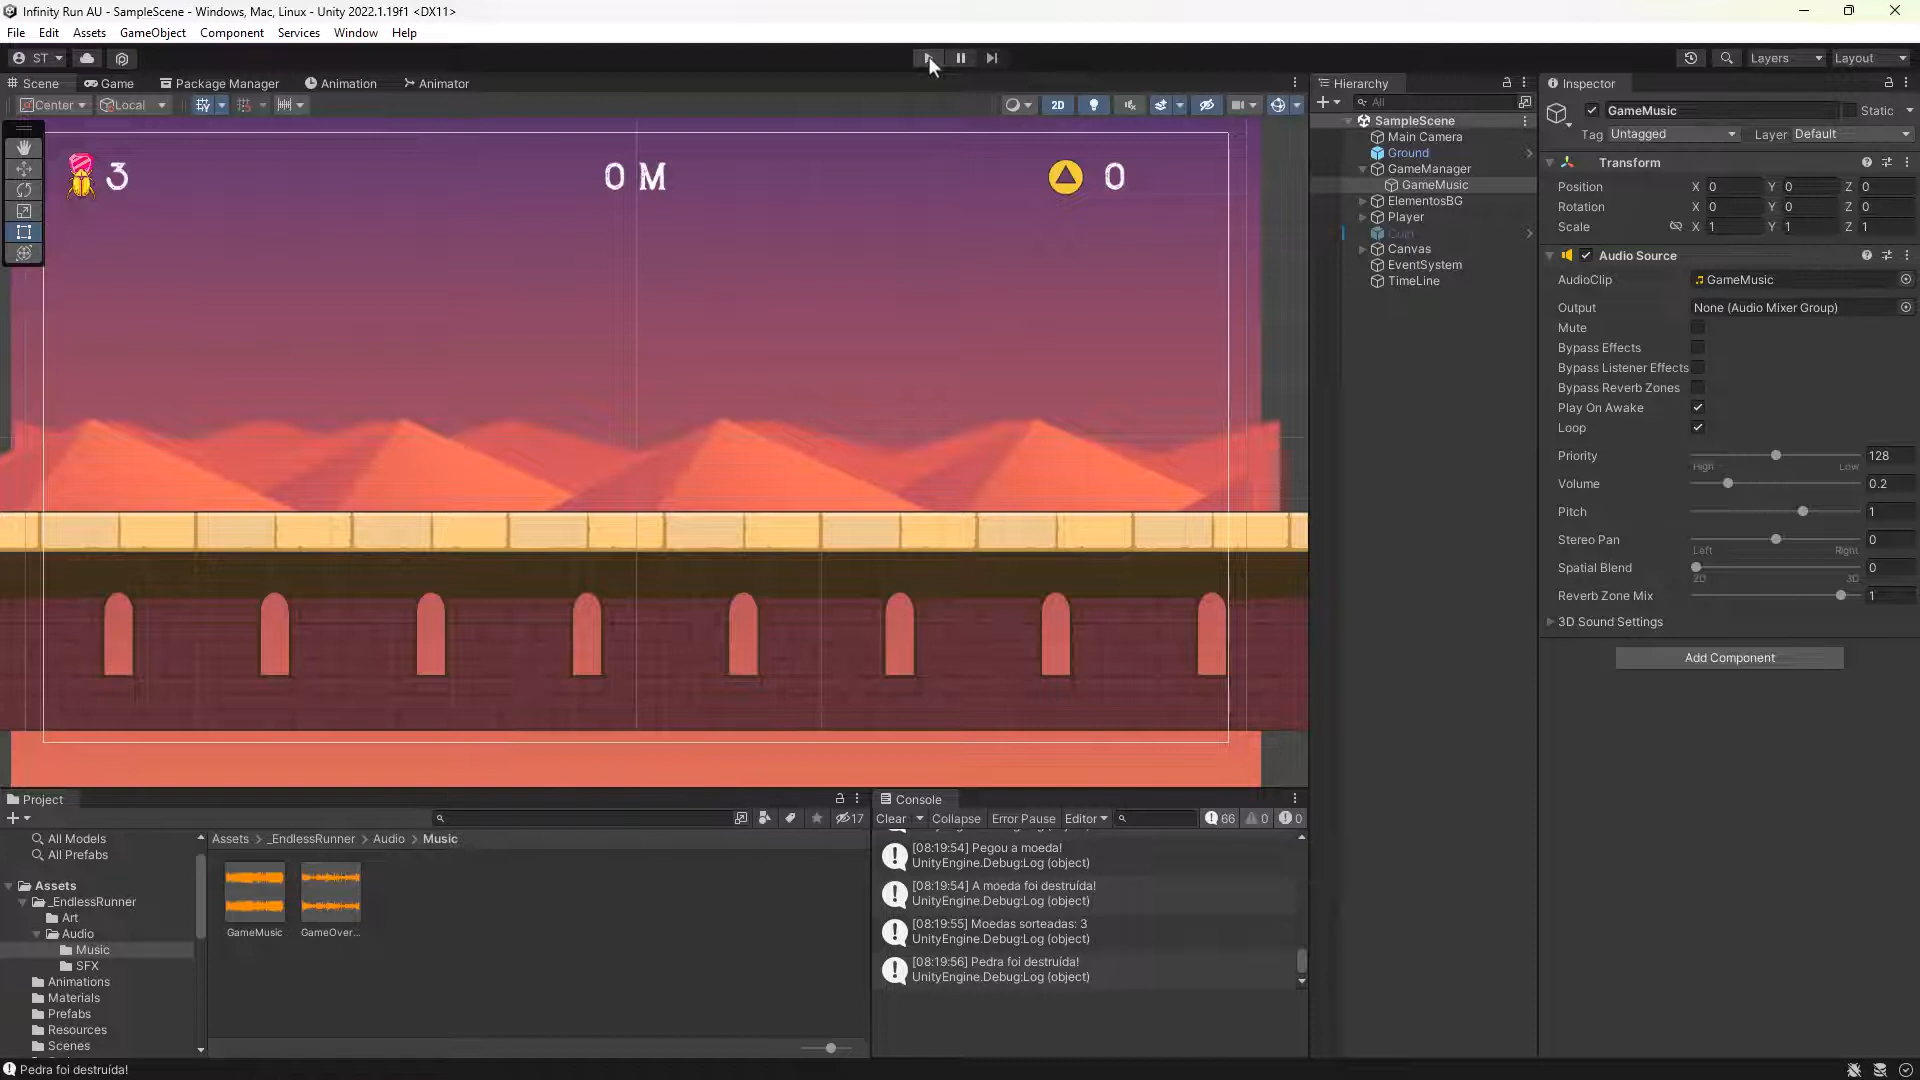 Infinity Run AU - SampleScene - Windows, Mac, Linux - Unity 2022.1.19f1 <DX11>
File Edit Assets GameObject Component Services Window Help
ST Layers Layout
Scene Game Package Manager Animation Animator
Center Local 2D
3 0 M 0
Hierarchy
All
SampleScene
Main Camera
Ground
GameManager
GameMusic
ElementosBG
Player
Coin
Canvas
EventSystem
TimeLine
Inspector
GameMusic Static
Tag Untagged Layer Default
Transform
Position X 0 Y 0 Z 0
Rotation X 0 Y 0 Z 0
Scale X 1 Y 1 Z 1
Audio Source
AudioClip GameMusic
Output None (Audio Mixer Group)
Mute
Bypass Effects
Bypass Listener Effects
Bypass Reverb Zones
Play On Awake
Loop
Priority 128
High Low
Volume 0.2
Pitch 1
Stereo Pan 0
Left Right
Spatial Blend 0
2D 3D
Reverb Zone Mix 1
3D Sound Settings
Add Component
Project
17
All Models
All Prefabs
Assets
_EndlessRunner
Art
Audio
Music
SFX
Animations
Materials
Prefabs
Resources
Scenes
Assets > _EndlessRunner > Audio > Music
GameMusic GameOver...
Console
Clear Collapse Error Pause Editor 66 0 0
[08:19:54] Pegou a moeda!
UnityEngine.Debug:Log (object)
[08:19:54] A moeda foi destruída!
UnityEngine.Debug:Log (object)
[08:19:55] Moedas sorteadas: 3
UnityEngine.Debug:Log (object)
[08:19:56] Pedra foi destruída!
UnityEngine.Debug:Log (object)
Pedra foi destruída!